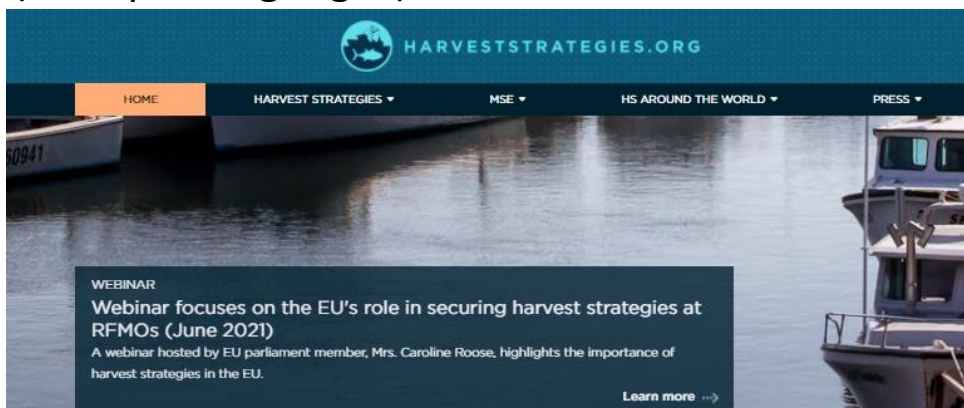 HARVESTSTRATEGIES.ORG
HOME HARVEST STRATEGIES ▾ MSE ▾ HS AROUND THE WORLD ▾ PRESS ▾
60941
WEBINAR
Webinar focuses on the EU's role in securing harvest strategies at
RFMOs (June 2021)
A webinar hosted by EU parliament member, Mrs. Caroline Roose, highlights the importance of
harvest strategies in the EU.
Learn more